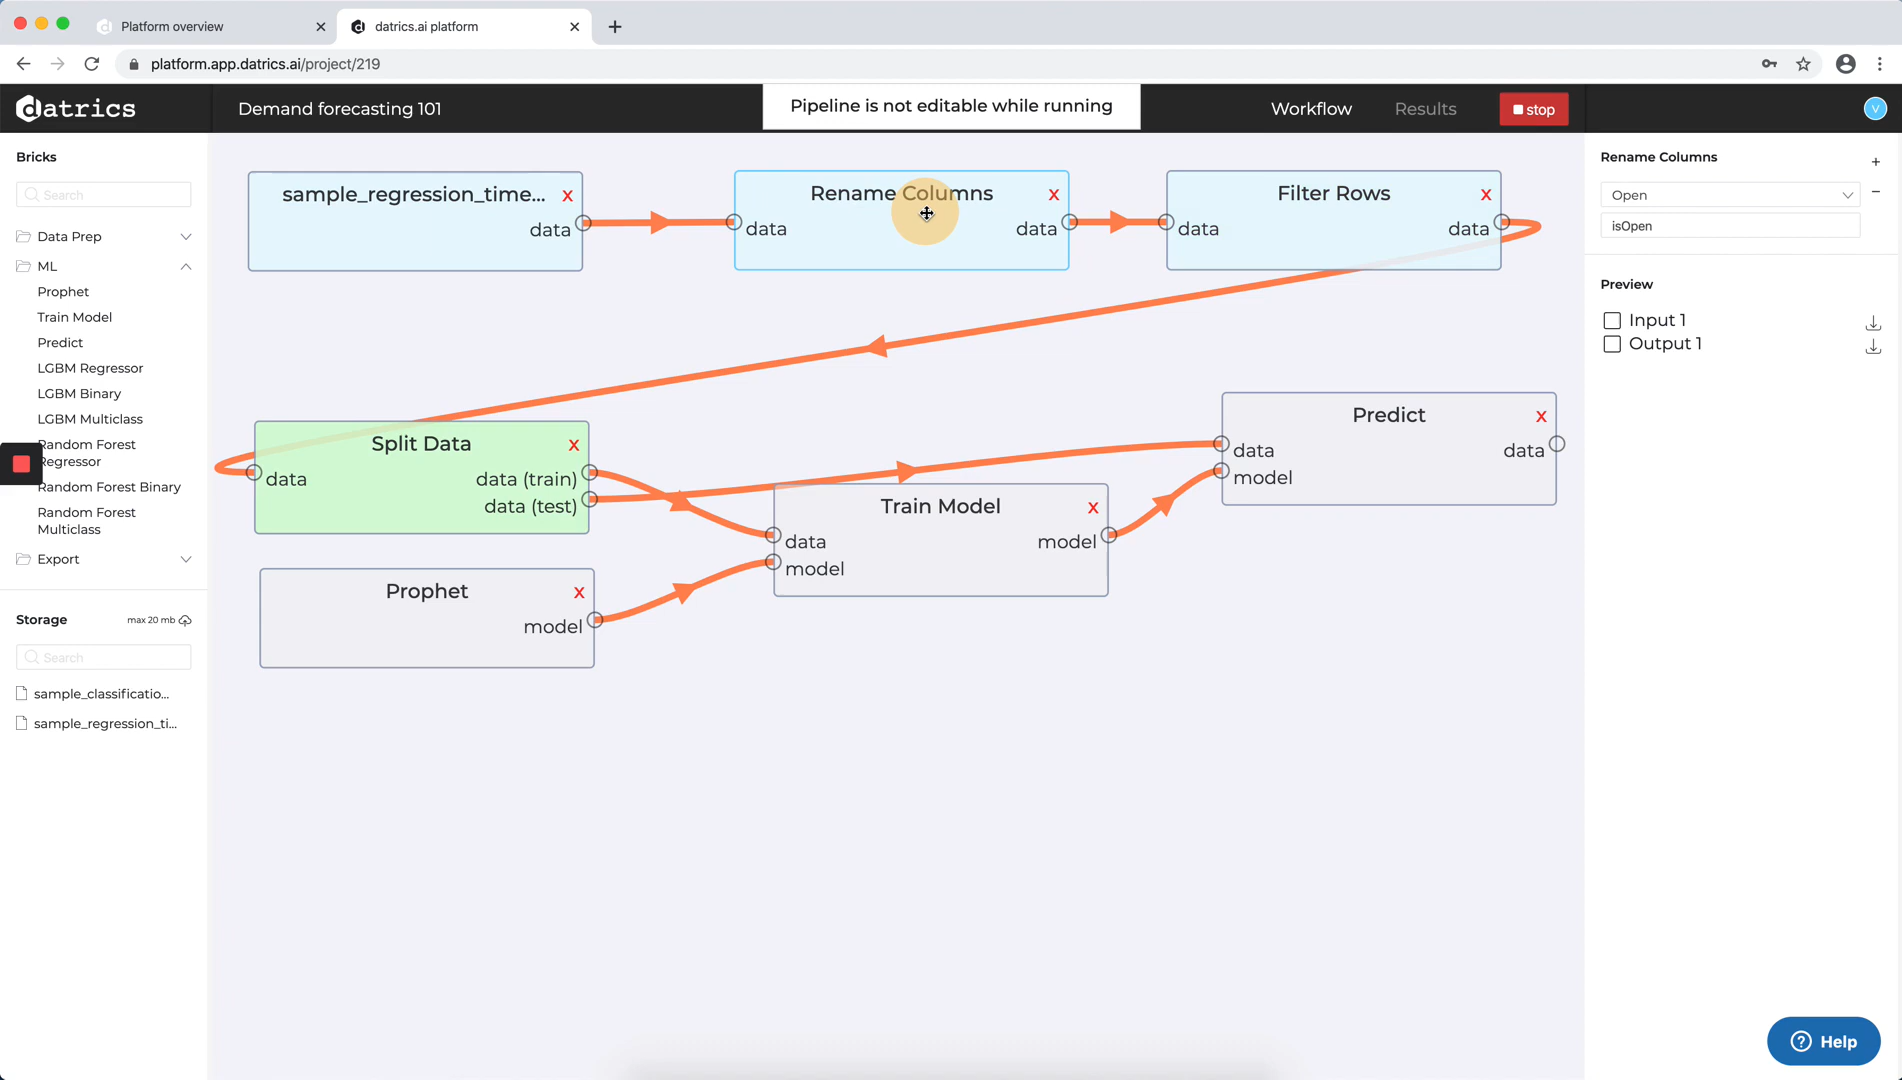 Platform overview
datrics.ai platform
platform.app.datrics.ai/project/219
datrics
Demand forecasting 101
Pipeline is not editable while running
Workflow
Results
stop
V
Bricks
Search
Data Prep
ML
Prophet
Train Model
Predict
LGBM Regressor
LGBM Binary
LGBM Multiclass
Random Forest
Regressor
Random Forest Binary
Random Forest
Multiclass
Export
Storage
max 20 mb
Search
sample_classificatio...
sample_regression_ti...
sample_regression_time...
x
data
Rename Columns
x
data
data
Filter Rows
x
data
data
Split Data
x
data
data (train)
data (test)
Prophet
x
model
Train Model
x
data
model
model
Predict
x
data
data
model
Rename Columns
+
Open
−
isOpen
Preview
Input 1
Output 1
? Help